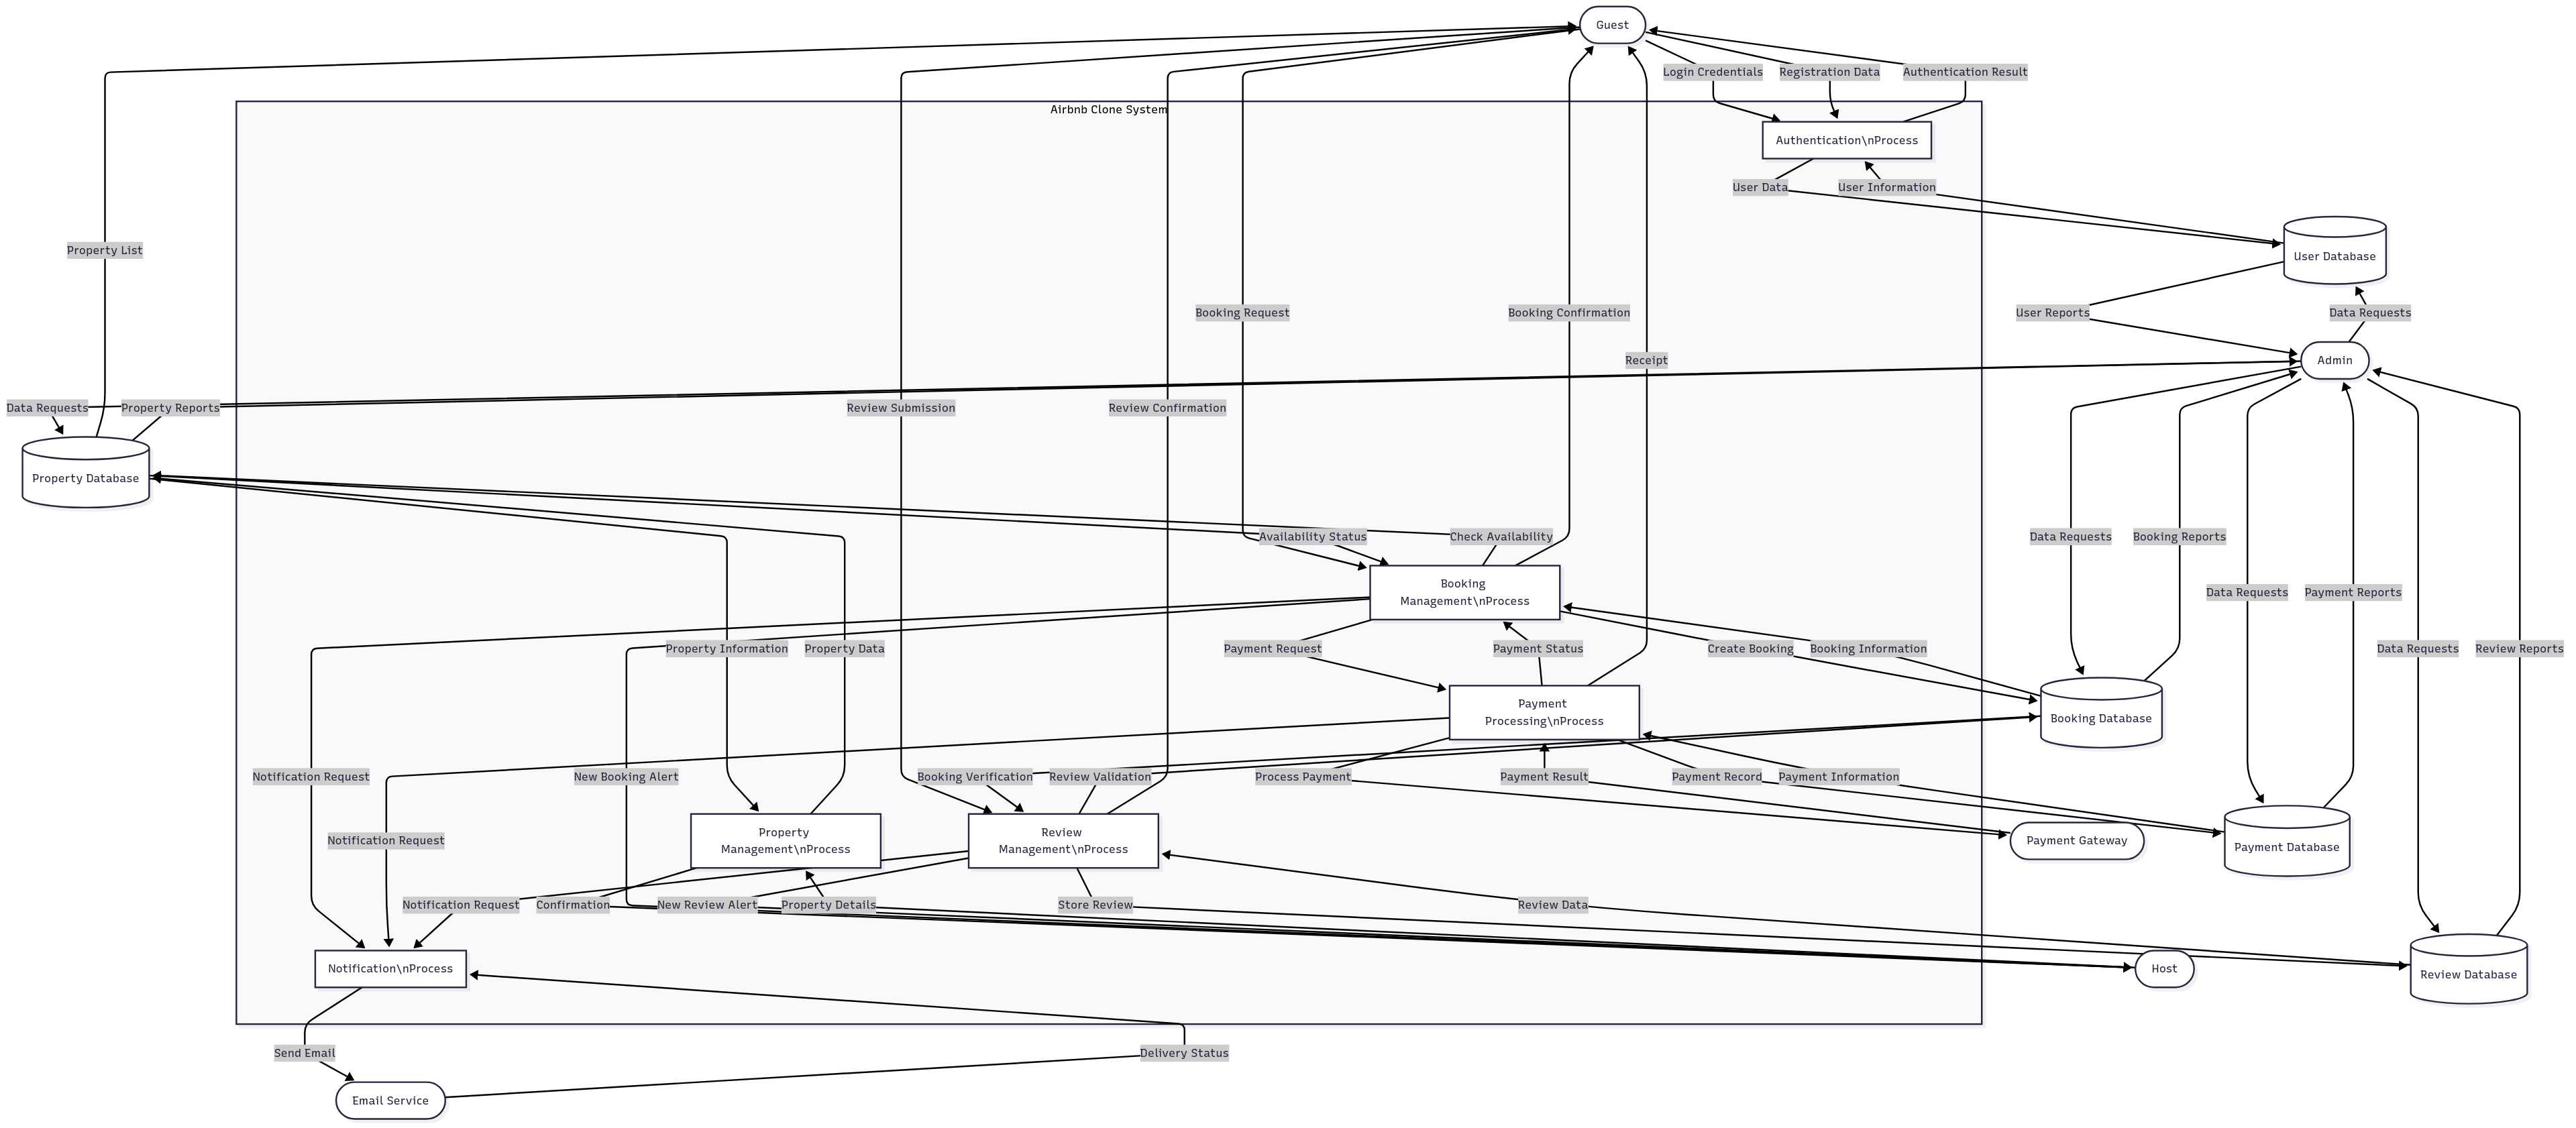 Guest
Login Credentials
Registration Data
Authentication Result
Airbnb Clone System
Authentication\nProcess
User Data
User Information
Property List
User Database
Booking Request
Booking Confirmation
User Reports
Data Requests
Receipt
Admin
Data Requests
Property Reports
Review Submission
Review Confirmation
Property Database
Availability Status
Check Availability
Data Requests
Booking Reports
Booking
Management\nProcess
Data Requests
Payment Reports
Property Information
Property Data
Payment Request
Payment Status
Create Booking
Booking Information
Data Requests
Review Reports
Payment
Processing\nProcess
Booking Database
Notification Request
New Booking Alert
Booking Verification
Review Validation
Process Payment
Payment Result
Payment Record
Payment Information
Notification Request
Property
Management\nProcess
Review
Management\nProcess
Payment Gateway
Payment Database
Notification Request
Confirmation
New Review Alert
Property Details
Store Review
Review Data
Notification\nProcess
Host
Review Database
Send Email
Delivery Status
Email Service